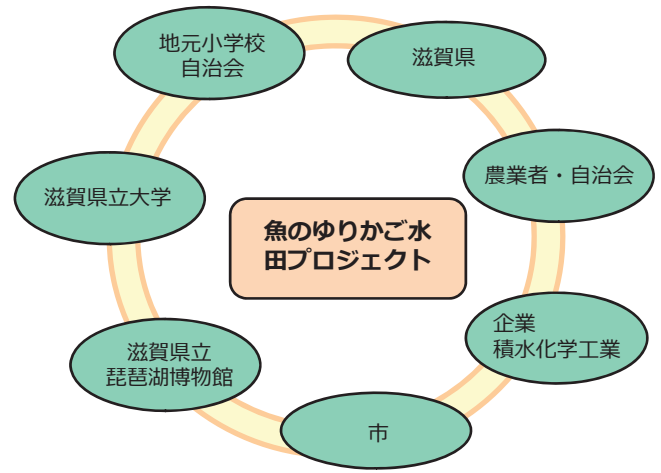 地元小学校
自治会
滋賀県
農業者・自治会
滋賀県立大学
魚のゆりかご水
田プロジェクト
企業
積水化学工業
滋賀県立
琵琶湖博物館
市